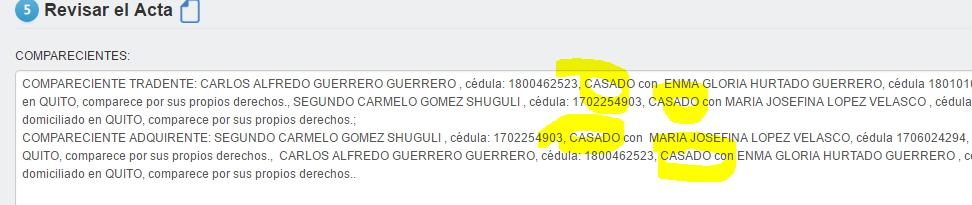 5 Revisar el Acta
COMPARECIENTES:
COMPARECIENTE TRADENTE: CARLOS ALFREDO GUERRERO GUERRERO , cédula: 1800462523, CASADO con ENMA GLORIA HURTADO GUERRERO, cédula 180101
en QUITO, comparece por sus propios derechos., SEGUNDO CARMELO GOMEZ SHUGULI , cédula: 1702254903, CASADO con MARIA JOSEFINA LOPEZ VELASCO , cédula
domiciliado en QUITO, comparece por sus propios derechos.;
COMPARECIENTE ADQUIRENTE: SEGUNDO CARMELO GOMEZ SHUGULI , cédula: 1702254903, CASADO con MARIA JOSEFINA LOPEZ VELASCO, cédula 1706024294,
QUITO, comparece por sus propios derechos., CARLOS ALFREDO GUERRERO GUERRERO, cédula: 1800462523, CASADO con ENMA GLORIA HURTADO GUERRERO , c
domiciliado en QUITO, comparece por sus propios derechos..